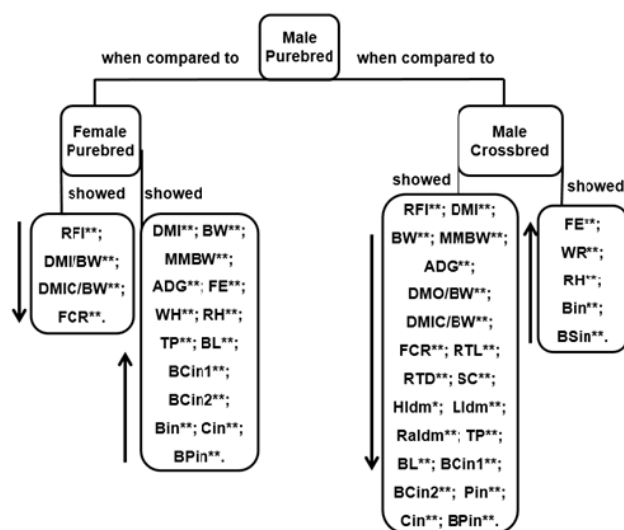 Male
Purebred
when compared to
when compared to
Female
Purebred
Male
Crossbred
showed
showed
showed
showed
RFI**;
DMI/BW**;
DMIC/BW**;
FCR**.
DMI**; BW**;
MMBW**;
ADG**; FE**;
WH**; RH**;
TP**; BL**;
BCin1**;
BCin2**;
Bin**; Cin**;
BPin**.
RFI**; DMI**;
BW**; MMBW**;
ADG**;
DMO/BW**;
DMIC/BW**;
FCR**; RTL**;
RTD**; SC**;
Hldm*; Lldm**;
Raldm**; TP**;
BL**; BCin1**;
BCin2**; Pin**;
Cin**; BPin**.
FE**;
WR**;
RH**;
Bin**;
BSin**.